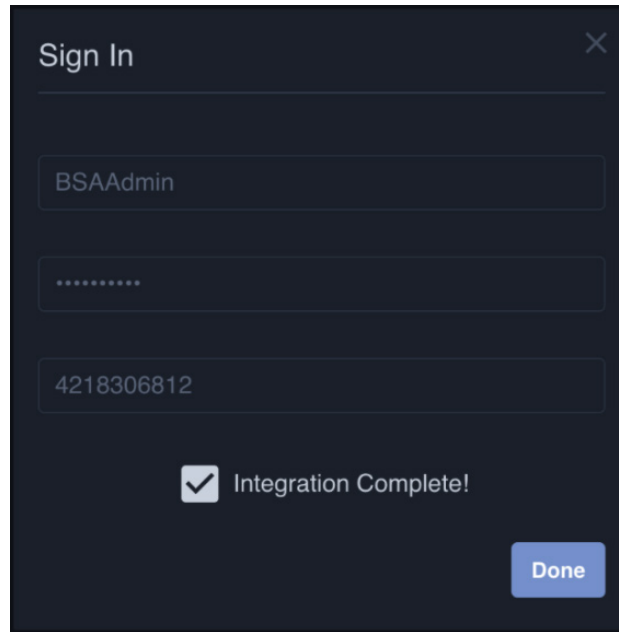 Sign In
BSAAdmin
••••••••••
4218306812
Integration Complete!
Done